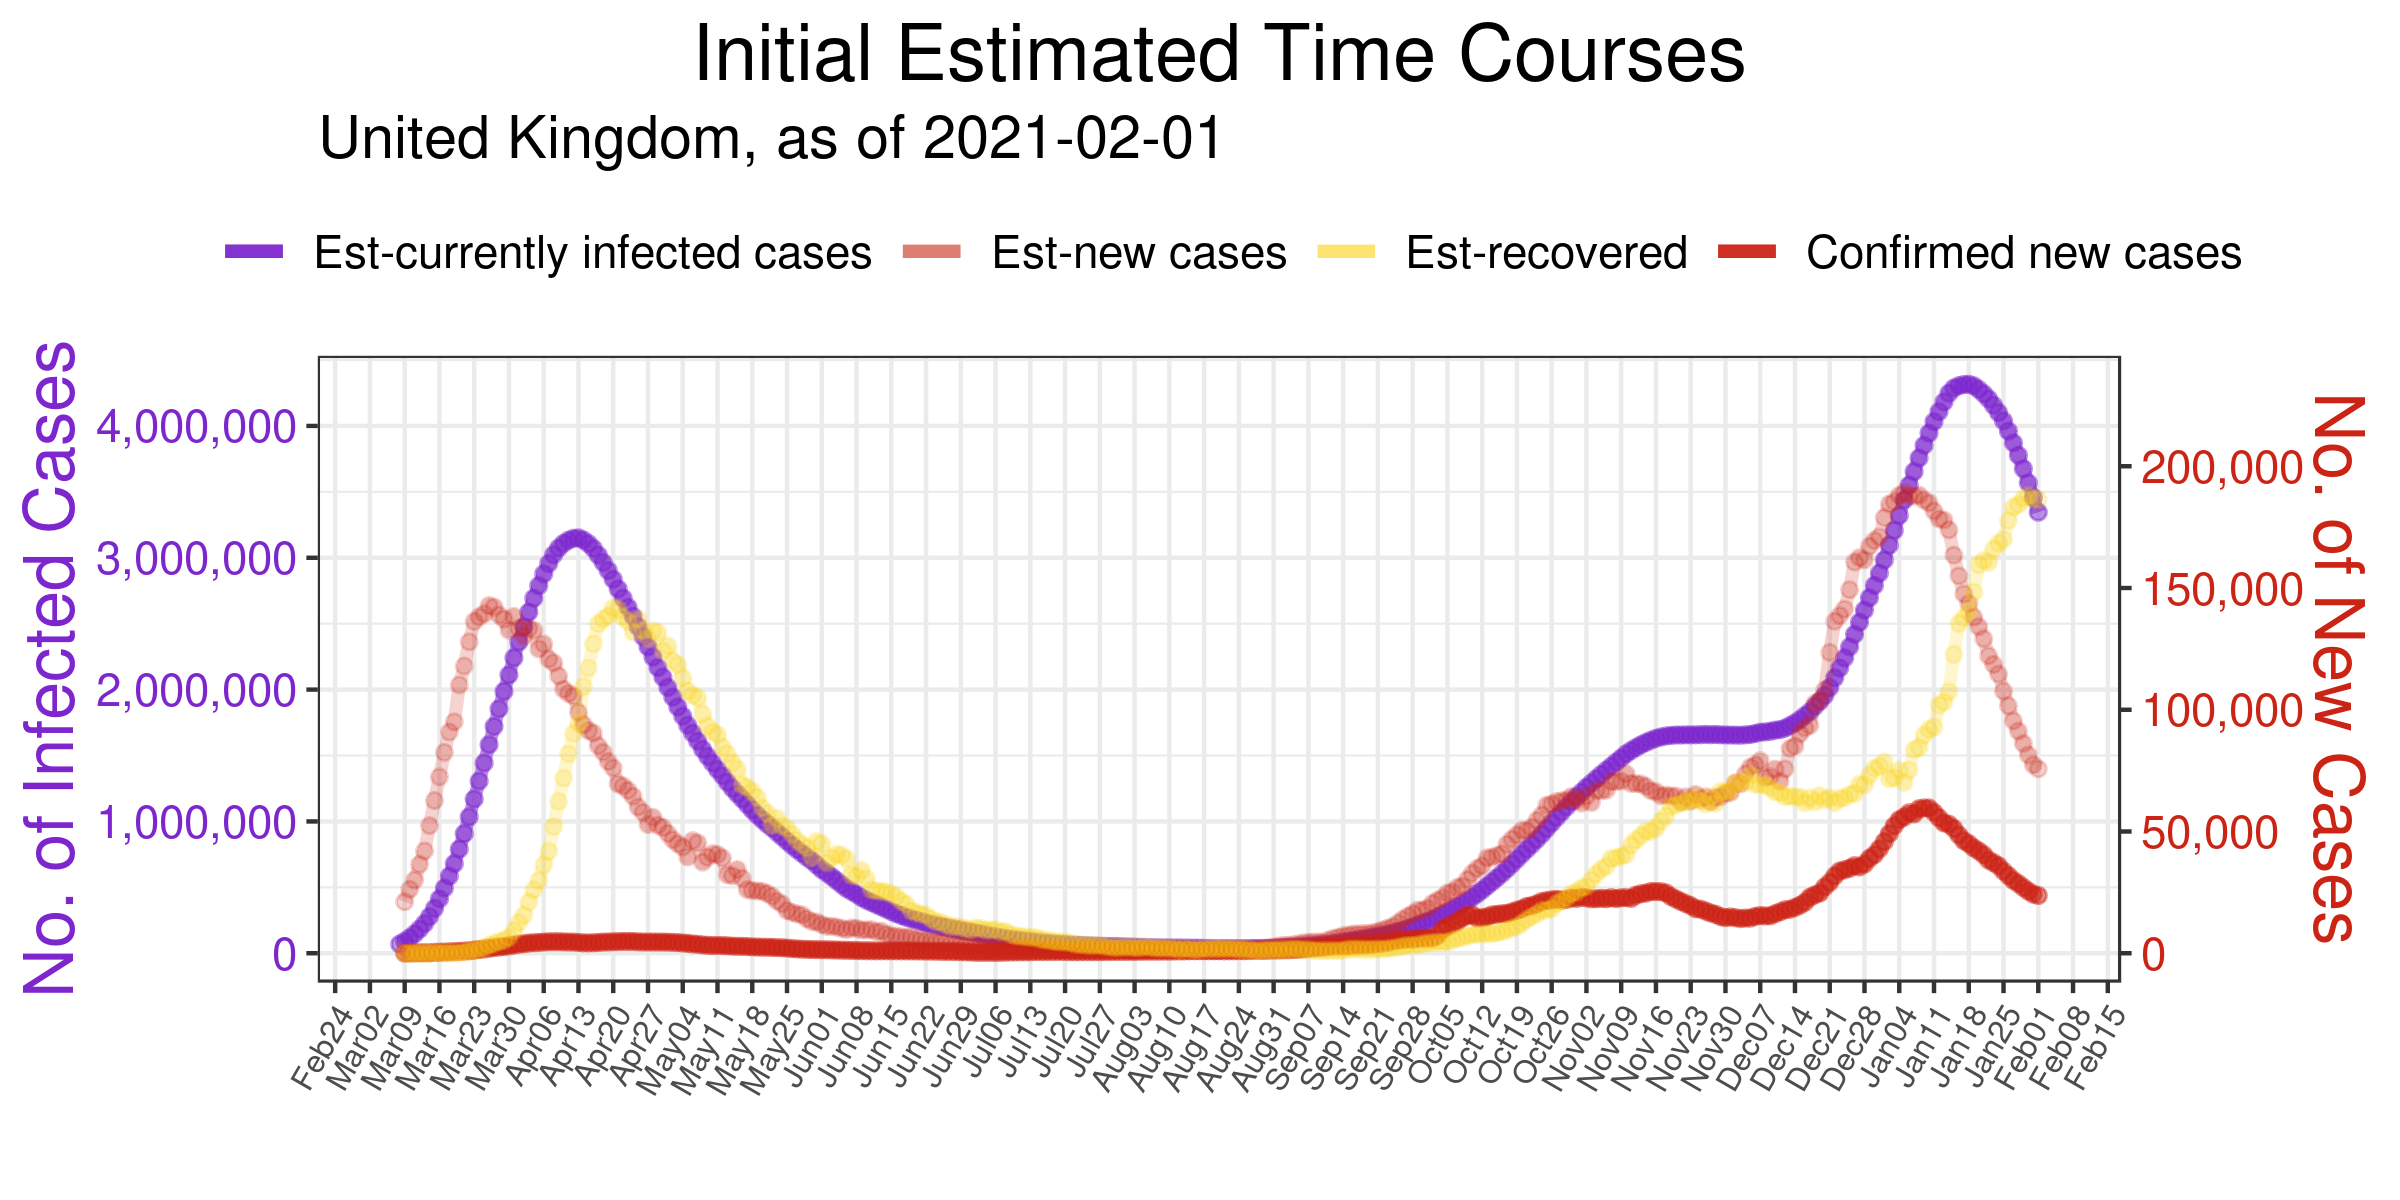 Initial Estimated Time Courses
United Kingdom, as of 2021-02-01
Est-currently infected cases Est-new cases Est-recovered Confirmed new cases
No. of Infected Cases
4,000,000
3,000,000
2,000,000
1,000,000
0
No. of New Cases
200,000
150,000
100,000
50,000
0
Feb24 Mar02 Mar09 Mar16 Mar23 Mar30 Apr06 Apr13 Apr20 Apr27 May04 May11 May18 May25 Jun01 Jun08 Jun15 Jun22 Jun29 Jul06 Jul13 Jul20 Jul27 Aug03 Aug10 Aug17 Aug24 Aug31 Sep07 Sep14 Sep21 Sep28 Oct05 Oct12 Oct19 Oct26 Nov02 Nov09 Nov16 Nov23 Nov30 Dec07 Dec14 Dec21 Dec28 Jan04 Jan11 Jan18 Jan25 Feb01 Feb08 Feb15